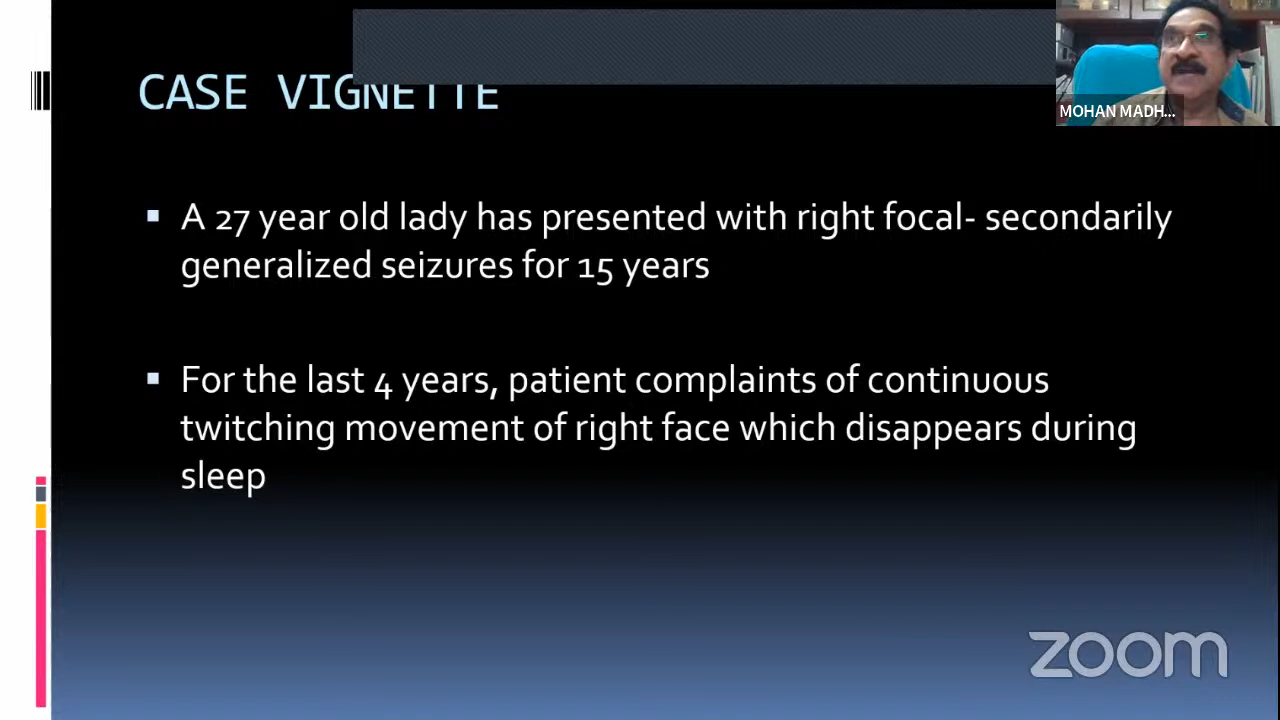 CASE VIGNETTE
MOHAN MADH...
A 27 year old lady has presented with right focal- secondarily
generalized seizures for 15 years
For the last 4 years, patient complaints of continuous
twitching movement of right face which disappears during
sleep
zoom